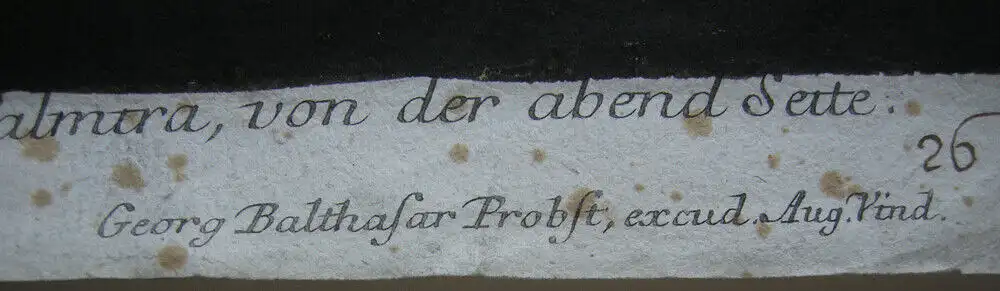 almira, von der abend Seite.
26
Georg Balthaſar Probſt, excud. Aug. Vind.